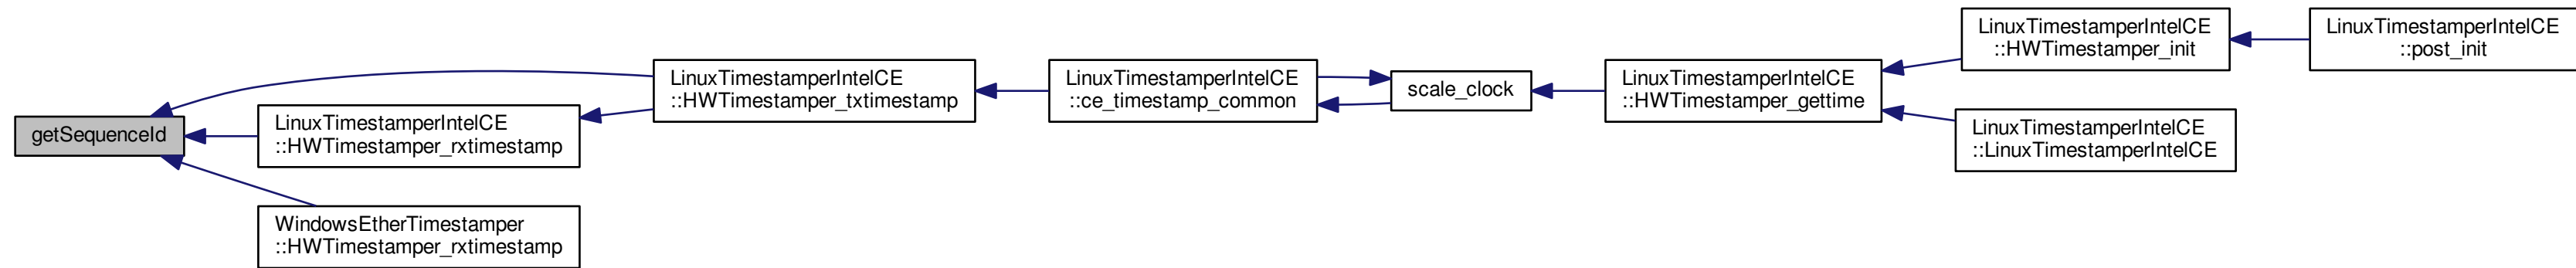 getSequenceId
LinuxTimestamperIntelCE
::HWTimestamper_rxtimestamp
WindowsEtherTimestamper
::HWTimestamper_rxtimestamp
LinuxTimestamperIntelCE
::HWTimestamper_txtimestamp
LinuxTimestamperIntelCE
::ce_timestamp_common
scale_clock
LinuxTimestamperIntelCE
::HWTimestamper_gettime
LinuxTimestamperIntelCE
::HWTimestamper_init
LinuxTimestamperIntelCE
::LinuxTimestamperIntelCE
LinuxTimestamperIntelCE
::post_init